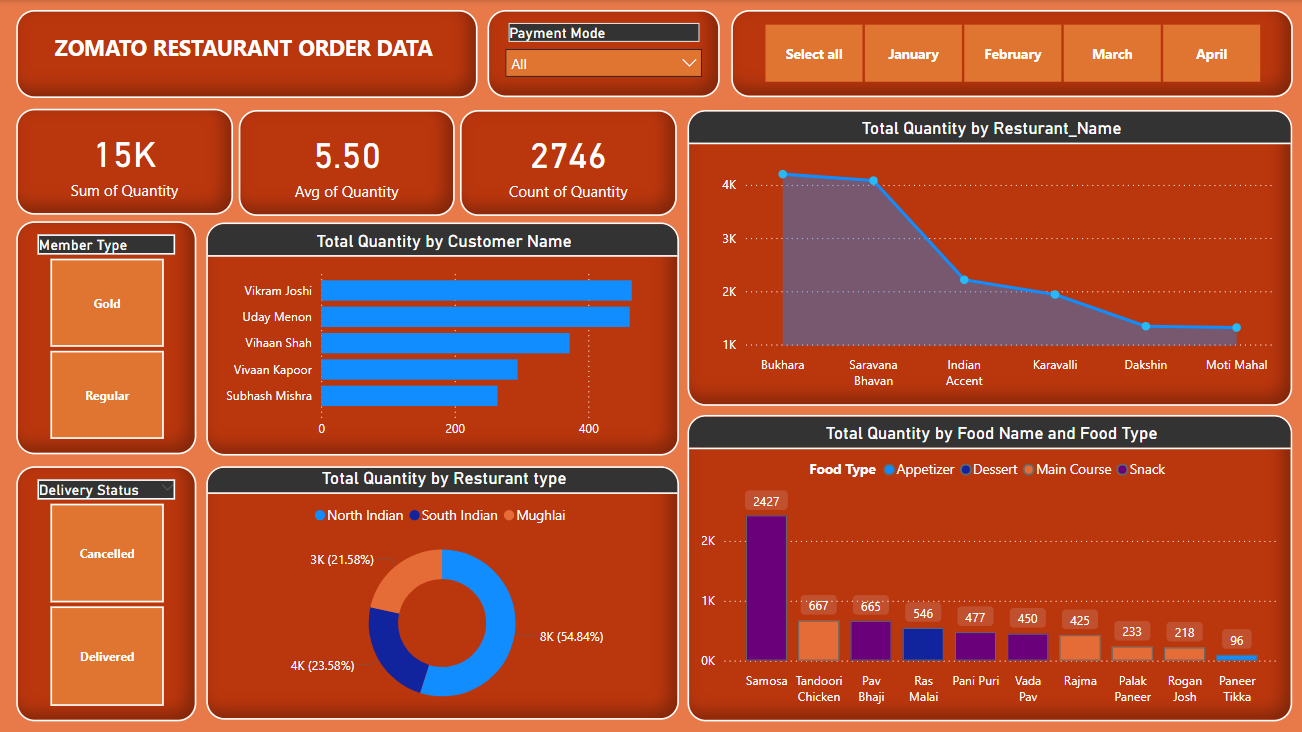 ZOMATO RESTAURANT ORDER DATA
Payment Mode
All
Select all
January
February
March
April
15K
Sum of Quantity
5.50
Avg of Quantity
2746
Count of Quantity
Total Quantity by Resturant_Name
4K
3K
2K
1K
Bukhara
Saravana
Bhavan
Indian
Accent
Karavalli
Dakshin
Moti Mahal
Member Type
Gold
Regular
Total Quantity by Customer Name
Vikram Joshi
Uday Menon
Vihaan Shah
Vivaan Kapoor
Subhash Mishra
0
200
400
Total Quantity by Food Name and Food Type
Food Type Appetizer Dessert Main Course Snack
2K
1K
0K
2427
667
665
546
477
450
425
233
218
96
Samosa
Tandoori
Chicken
Pav
Bhaji
Ras
Malai
Pani Puri
Vada
Pav
Rajma
Palak
Paneer
Rogan
Josh
Paneer
Tikka
Delivery Status
Cancelled
Delivered
Total Quantity by Resturant type
North Indian South Indian Mughlai
3K (21.58%)
4K (23.58%)
8K (54.84%)